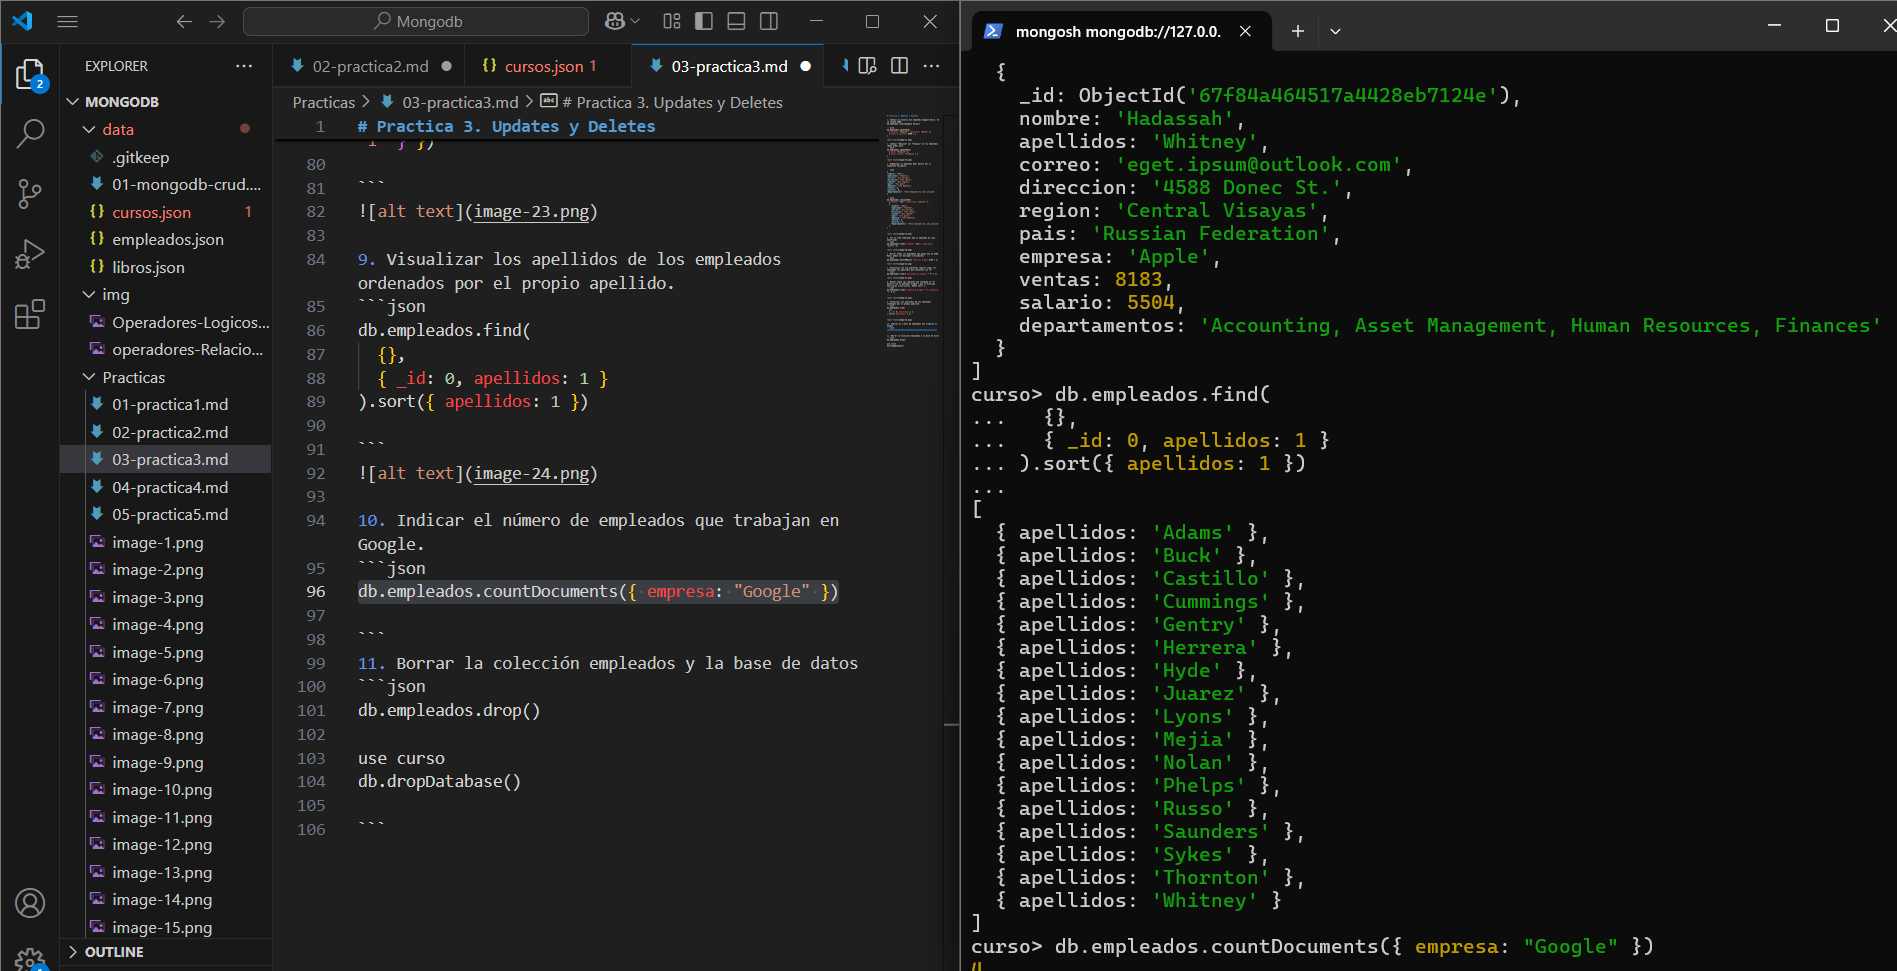 Mongodb
EXPLORER
MONGODB
data
.gitkeep
01-mongodb-crud....
cursos.json 1
empleados.json
libros.json
img
Operadores-Logicos...
operadores-Relacio...
Practicas
01-practica1.md
02-practica2.md
03-practica3.md
04-practica4.md
05-practica5.md
image-1.png
image-2.png
image-3.png
image-4.png
image-5.png
image-6.png
image-7.png
image-8.png
image-9.png
image-10.png
image-11.png
image-12.png
image-13.png
image-14.png
image-15.png
OUTLINE
2
02-practica2.md
cursos.json 1
03-practica3.md
Practicas > 03-practica3.md > # Practica 3. Updates y Deletes
1 # Practica 3. Updates y Deletes
80
81 ```
82 ![alt text](image-23.png)
83
84 9. Visualizar los apellidos de los empleados
ordenados por el propio apellido.
85 ```json
86 db.empleados.find(
87 {},
88 { _id: 0, apellidos: 1 }
89 ).sort({ apellidos: 1 })
90
91 ```
92 ![alt text](image-24.png)
93
94 10. Indicar el número de empleados que trabajan en
Google.
95 ```json
96 db.empleados.countDocuments({ empresa: "Google" })
97
98 ```
99 11. Borrar la colección empleados y la base de datos
100 ```json
101 db.empleados.drop()
102
103 use curso
104 db.dropDatabase()
105
106 ```
mongosh mongodb://127.0.0.
{
_id: ObjectId('67f84a464517a4428eb7124e'),
nombre: 'Hadassah',
apellidos: 'Whitney',
correo: 'eget.ipsum@outlook.com',
direccion: '4588 Donec St.',
region: 'Central Visayas',
pais: 'Russian Federation',
empresa: 'Apple',
ventas: 8183,
salario: 5504,
departamentos: 'Accounting, Asset Management, Human Resources, Finances'
}
]
curso> db.empleados.find(
... {},
... { _id: 0, apellidos: 1 }
... ).sort({ apellidos: 1 })
...
[
{ apellidos: 'Adams' },
{ apellidos: 'Buck' },
{ apellidos: 'Castillo' },
{ apellidos: 'Cummings' },
{ apellidos: 'Gentry' },
{ apellidos: 'Herrera' },
{ apellidos: 'Hyde' },
{ apellidos: 'Juarez' },
{ apellidos: 'Lyons' },
{ apellidos: 'Mejia' },
{ apellidos: 'Nolan' },
{ apellidos: 'Phelps' },
{ apellidos: 'Russo' },
{ apellidos: 'Saunders' },
{ apellidos: 'Sykes' },
{ apellidos: 'Thornton' },
{ apellidos: 'Whitney' }
]
curso> db.empleados.countDocuments({ empresa: "Google" })